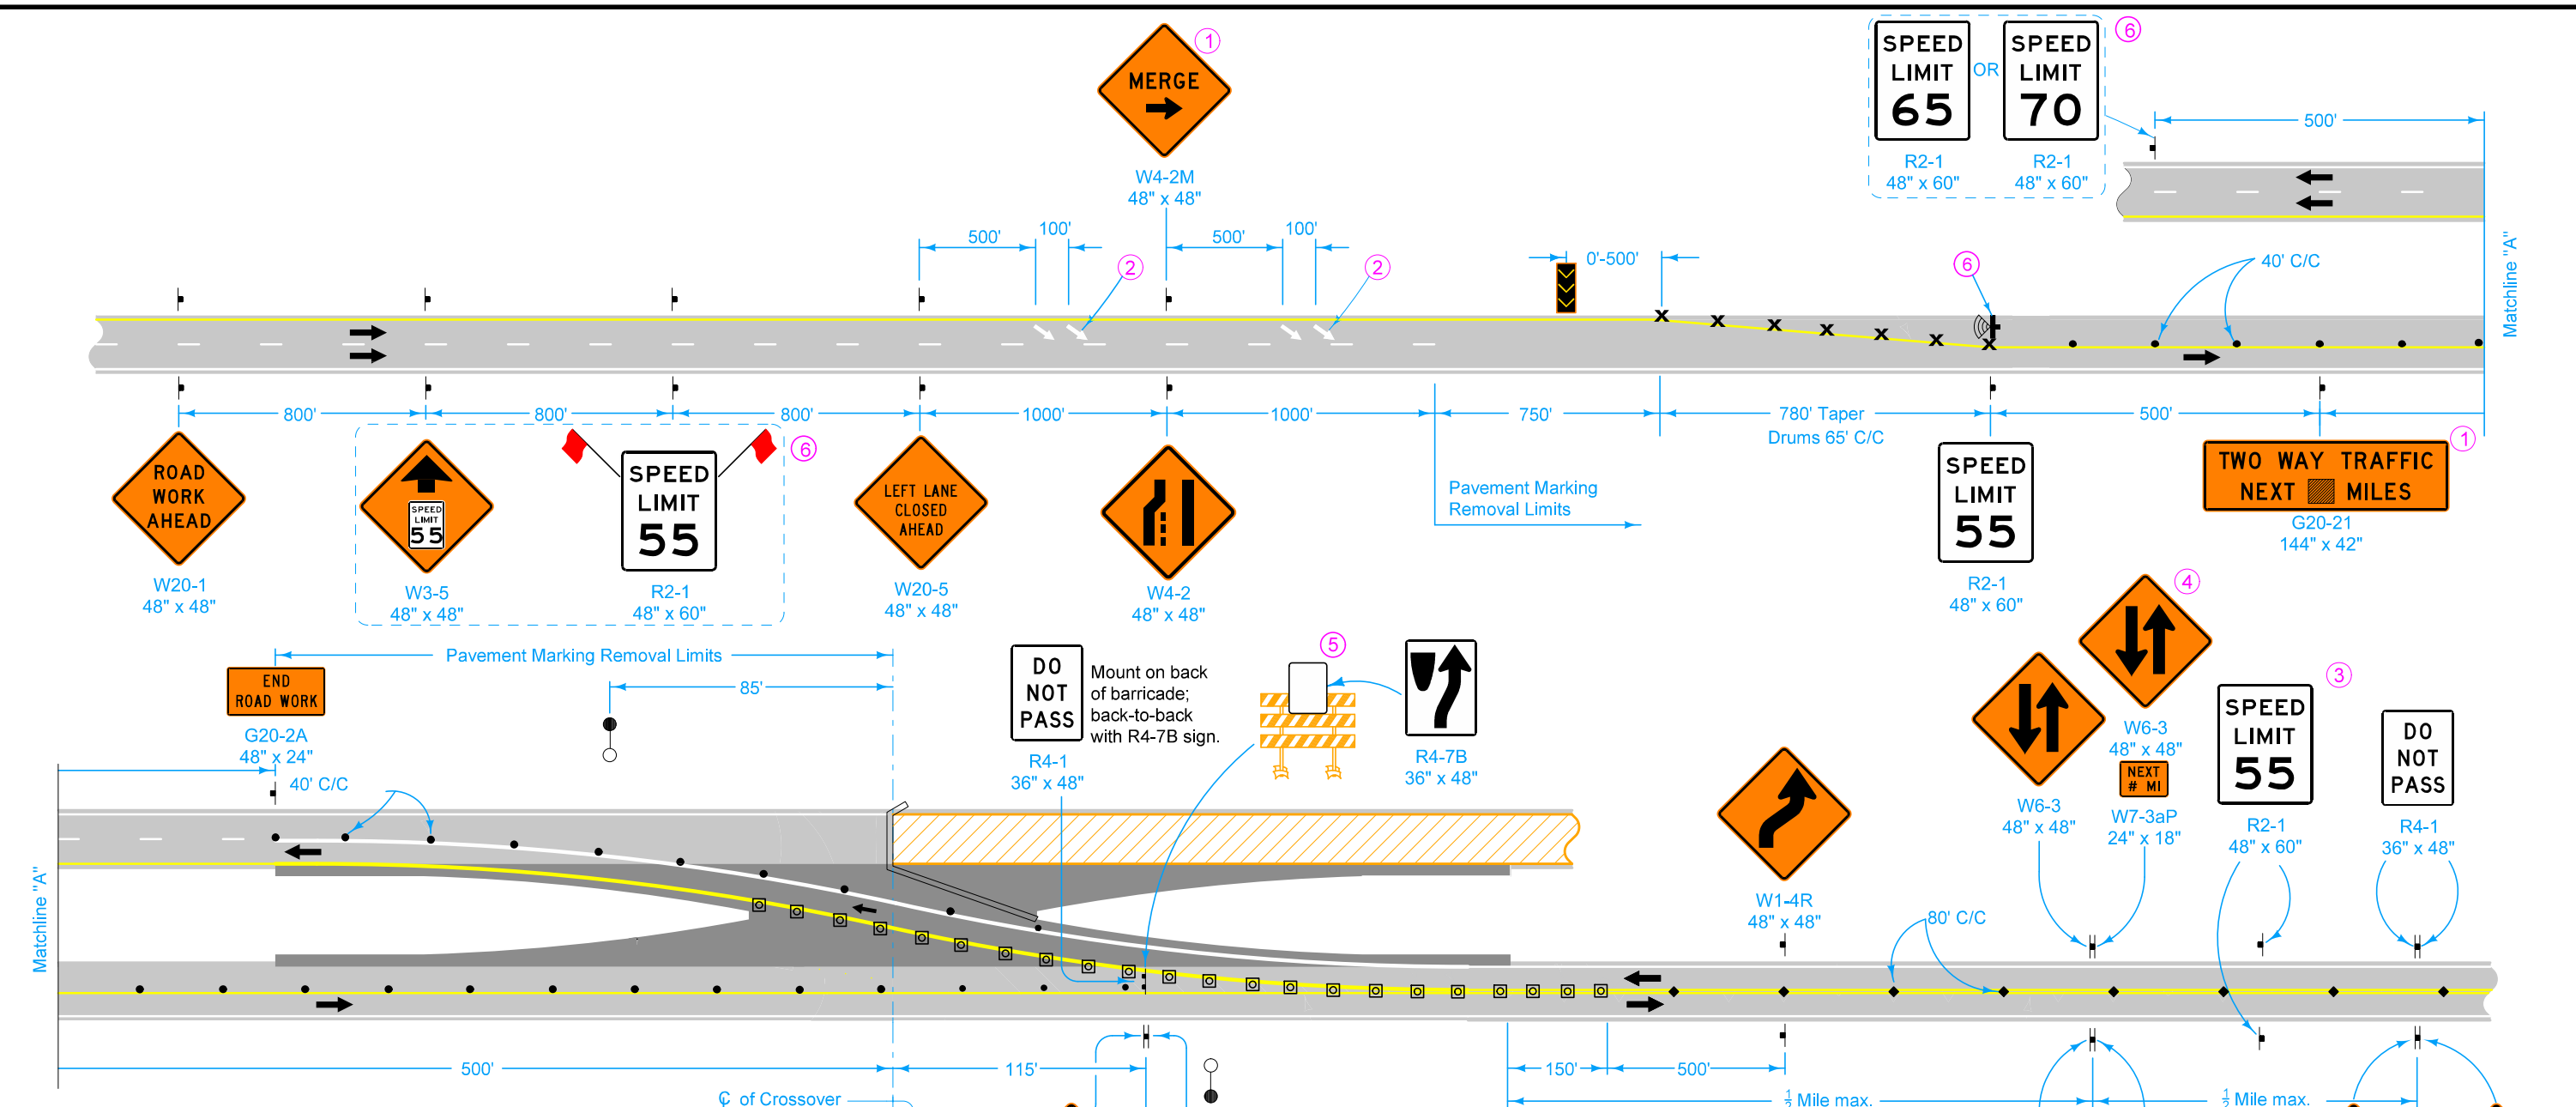 MERGE
1
W4-2M
48" x 48"
SPEED
LIMIT
65
OR
SPEED
LIMIT
70
6
R2-1
48" x 60"
R2-1
48" x 60"
500'
500'
100'
500'
100'
2
2
0'-500'
6
40' C/C
Matchline "A"
800'
800'
800'
1000'
1000'
750'
780' Taper
Drums 65' C/C
500'
ROAD
WORK
AHEAD
W20-1
48" x 48"
SPEED
LIMIT
55
W3-5
48" x 48"
SPEED
LIMIT
55
R2-1
48" x 60"
6
LEFT LANE
CLOSED
AHEAD
W20-5
48" x 48"
W4-2
48" x 48"
Pavement Marking
Removal Limits
SPEED
LIMIT
55
R2-1
48" x 60"
TWO WAY TRAFFIC
NEXT MILES
1
G20-21
144" x 42"
Pavement Marking Removal Limits
85'
END
ROAD WORK
G20-2A
48" x 24"
40' C/C
DO
NOT
PASS
R4-1
36" x 48"
Mount on back
of barricade;
back-to-back
with R4-7B sign.
5
R4-7B
36" x 48"
W1-4R
48" x 48"
W6-3
48" x 48"
4
W6-3
48" x 48"
NEXT
# MI
W7-3aP
24" x 18"
3
SPEED
LIMIT
55
R2-1
48" x 60"
DO
NOT
PASS
R4-1
36" x 48"
Matchline "A"
80' C/C
500'
115'
150'
500'
½ Mile max.
½ Mile max.
℄ of Crossover